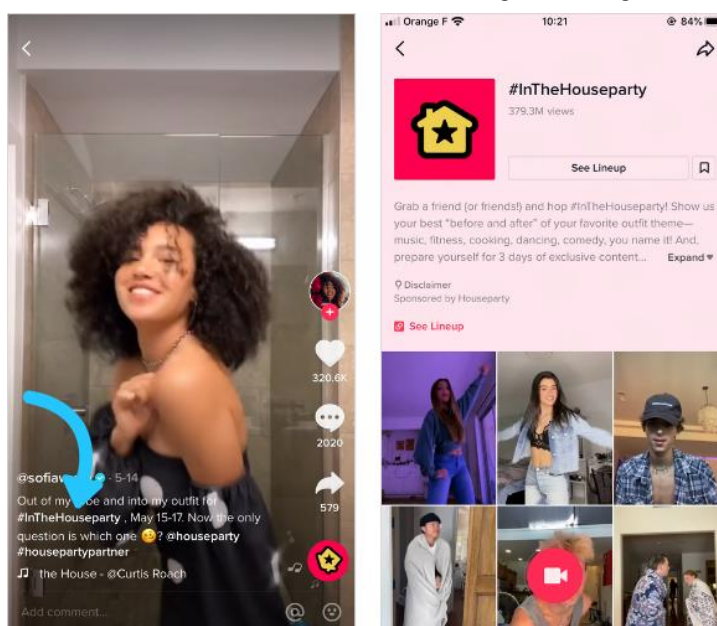 @sofiaw
· 5-14
Out of my
be and into my outfit for
#InTheHouseparty , May 15-17. Now the only
question is which one 🥴? @houseparty
#housepartypartner
the House - @Curtis Roach
Add comment...
320.6K
2020
579
Orange F
10:21
84%
#InTheHouseparty
379.3M views
See Lineup
Grab a friend (or friends!) and hop #InTheHouseparty! Show us
your best "before and after" of your favorite outfit theme—
music, fitness, cooking, dancing, comedy, you name it! And,
prepare yourself for 3 days of exclusive content... Expand
Disclaimer
Sponsored by Houseparty
See Lineup